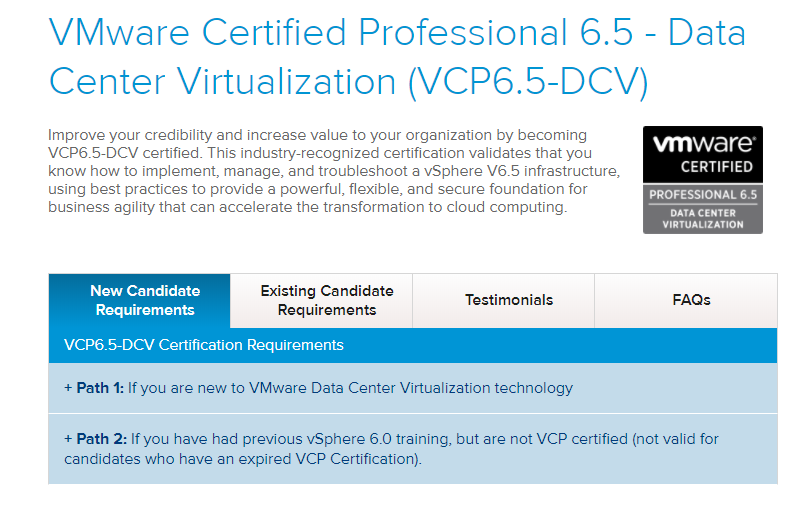 VMware Certified Professional 6.5 - Data
Center Virtualization (VCP6.5-DCV)
Improve your credibility and increase value to your organization by becoming
VCP6.5-DCV certified. This industry-recognized certification validates that you
know how to implement, manage, and troubleshoot a vSphere V6.5 infrastructure,
using best practices to provide a powerful, flexible, and secure foundation for
business agility that can accelerate the transformation to cloud computing.
vmware®
CERTIFIED
PROFESSIONAL 6.5
DATA CENTER
VIRTUALIZATION
New Candidate
Requirements
Existing Candidate
Requirements
Testimonials
FAQs
VCP6.5-DCV Certification Requirements
+ Path 1: If you are new to VMware Data Center Virtualization technology
+ Path 2: If you have had previous vSphere 6.0 training, but are not VCP certified (not valid for
candidates who have an expired VCP Certification).